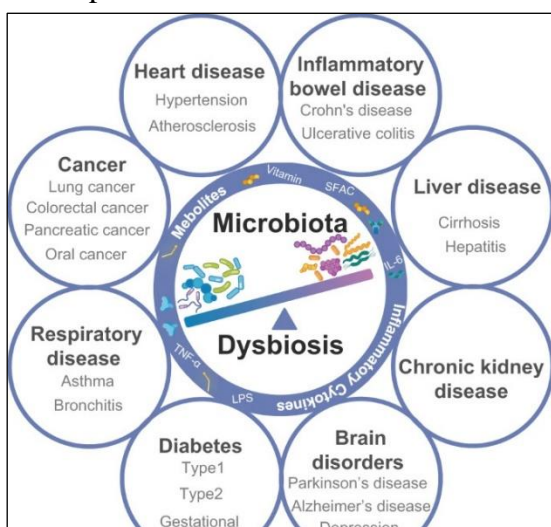 Heart disease
Hypertension
Atherosclerosis
Inflammatory
bowel disease
Crohn's disease
Ulcerative colitis
Cancer
Lung cancer
Colorectal cancer
Pancreatic cancer
Oral cancer
Liver disease
Cirrhosis
Hepatitis
Mebolites
Vitamin
SFAC
IL-6
Inflammatory Cytokines
LPS
TNF-α
Microbiota
Dysbiosis
Respiratory
disease
Asthma
Bronchitis
Chronic kidney
disease
Diabetes
Type1
Type2
Gestational
Brain
disorders
Parkinson's disease
Alzheimer's disease
Depression